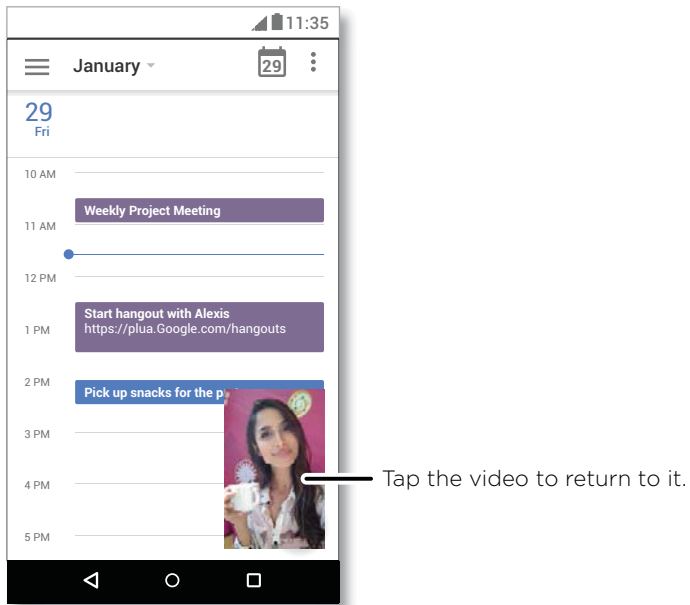 11:35
January
29
29
Fri
10 AM
Weekly Project Meeting
11 AM
12 PM
Start hangout with Alexis
https://plua.Google.com/hangouts
1 PM
2 PM
Pick up snacks for the p
3 PM
4 PM
Tap the video to return to it.
5 PM